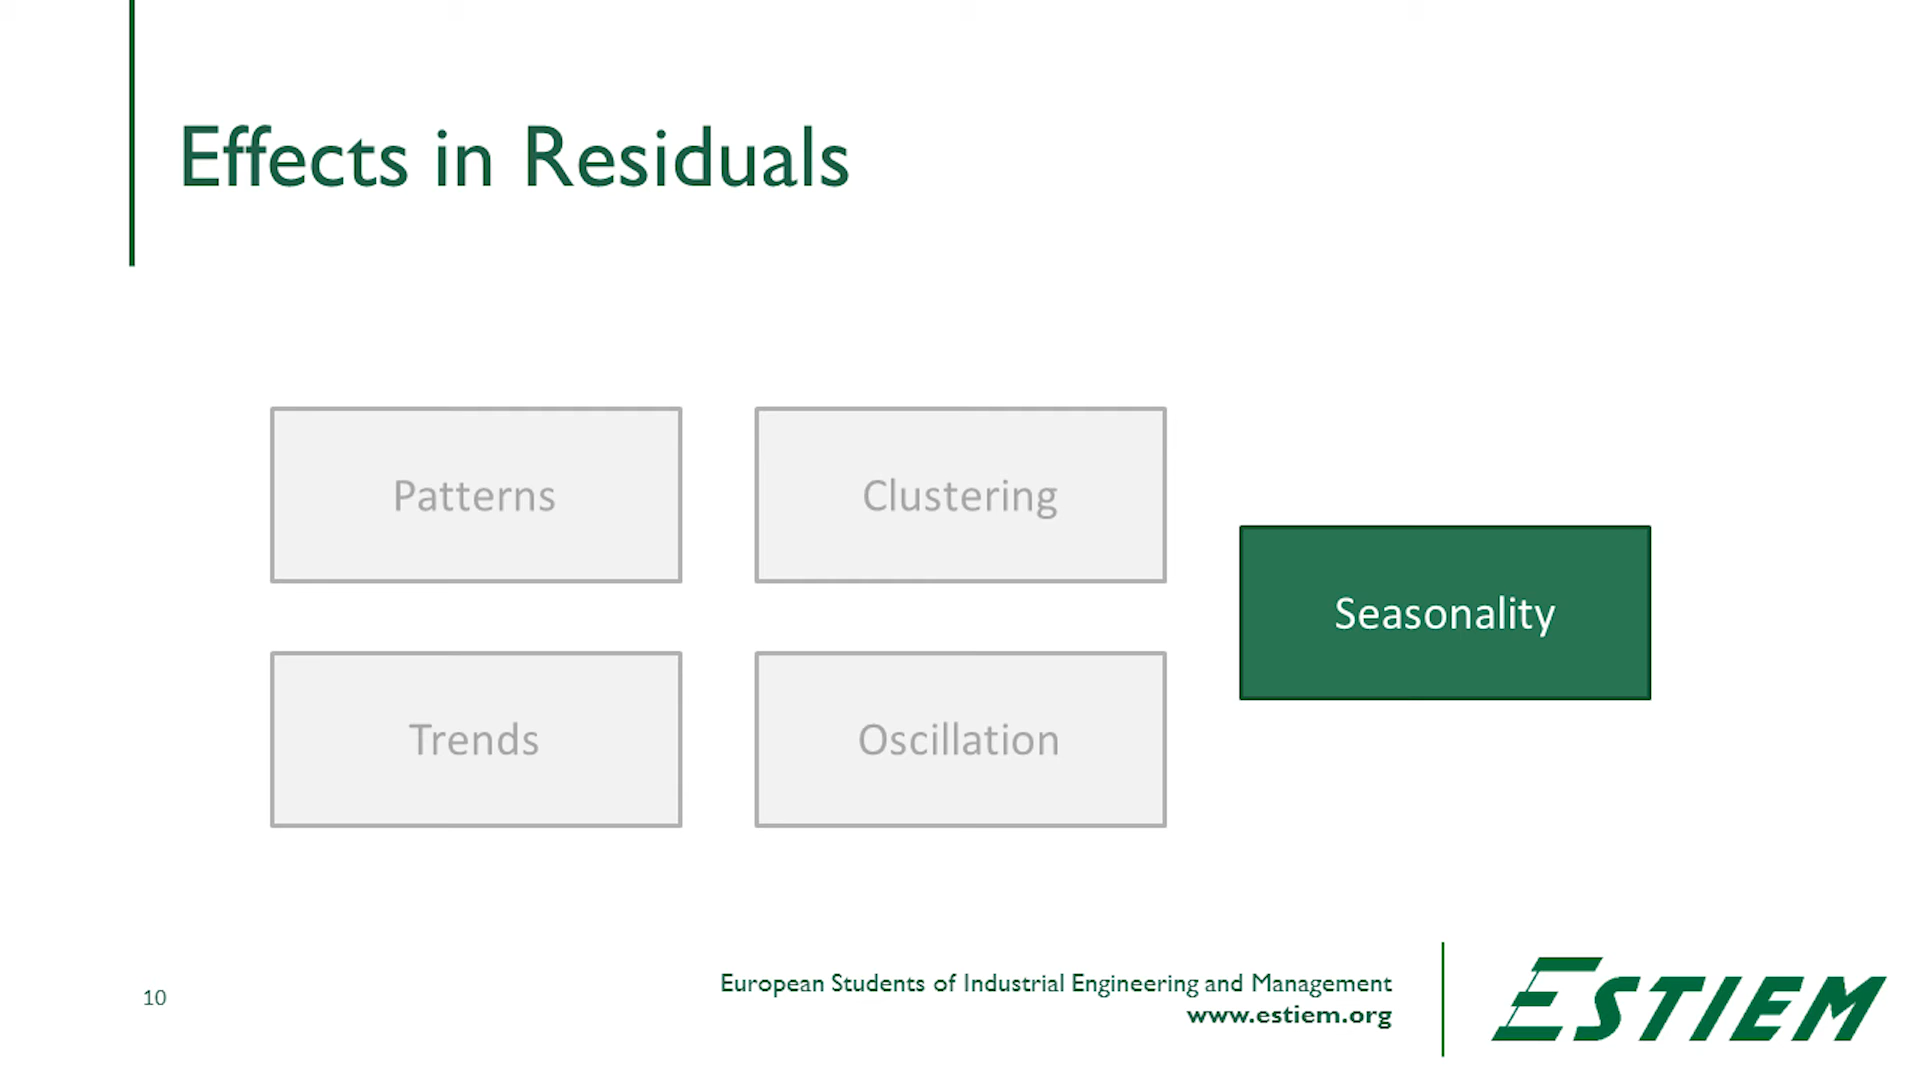 Effects in Residuals
Patterns
Clustering
Seasonality
Trends
Oscillation
10
European Students of Industrial Engineering and Management
www.estiem.org
ESTIEM